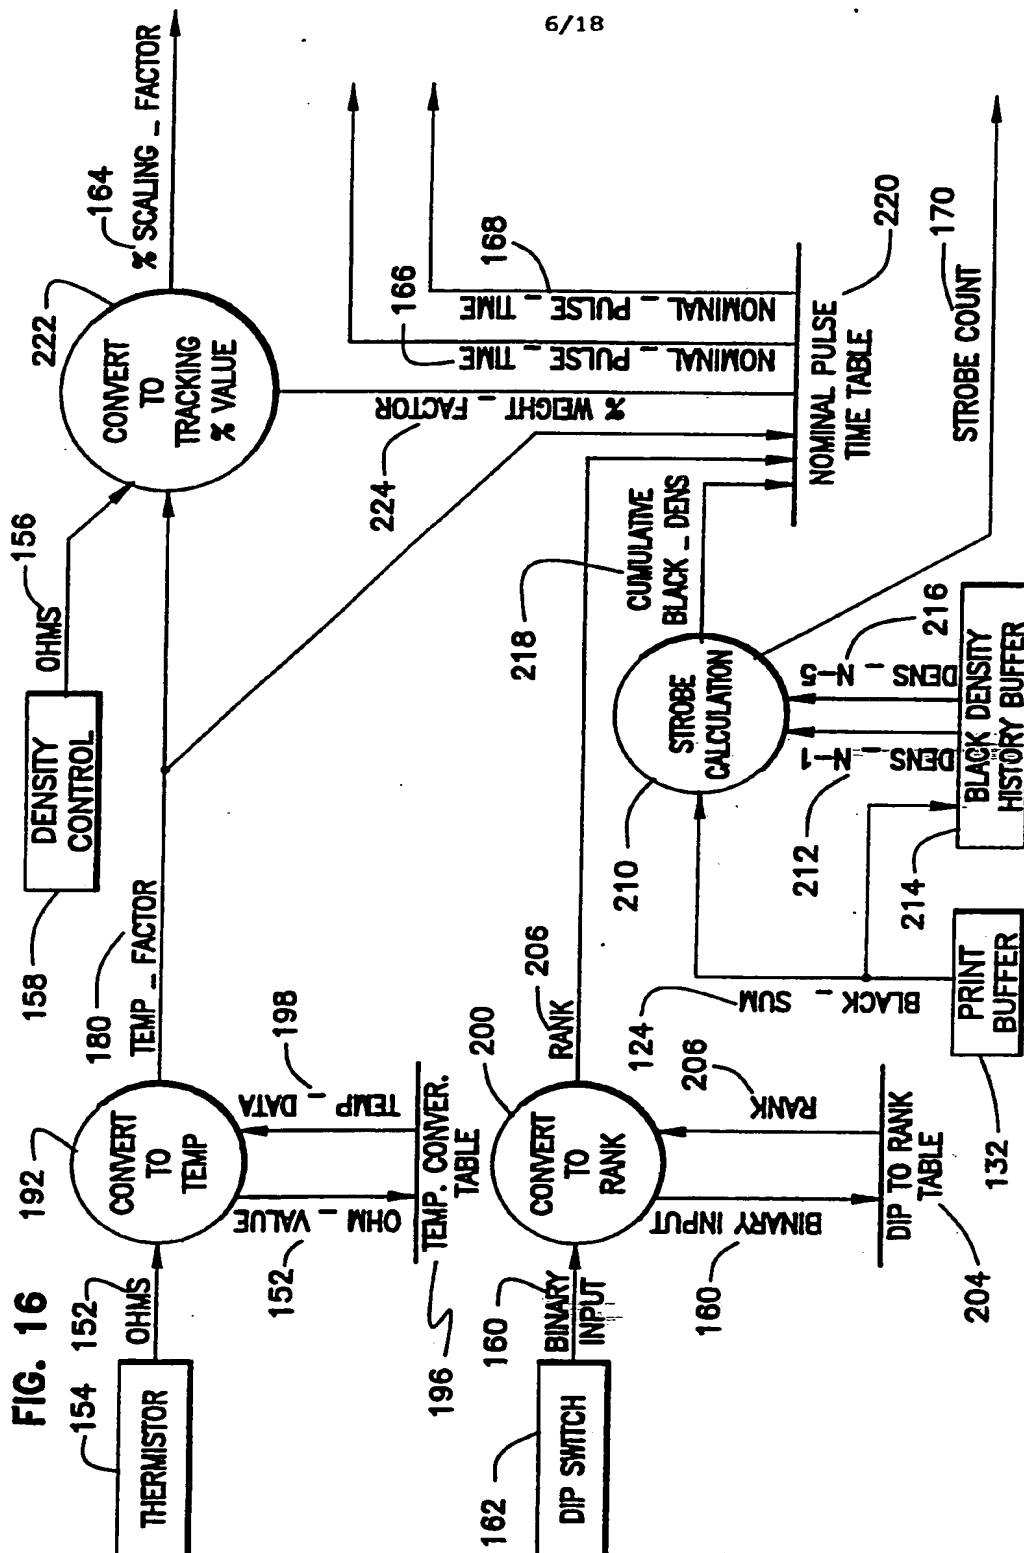 6/18
FIG. 16
154
THERMISTOR
152
OHMS
192
CONVERT
TO
TEMP
180
TEMP _ FACTOR
158
DENSITY
CONTROL
OHMS
156
222
CONVERT
TO
TRACKING
% VALUE
164
% SCALING _ FACTOR
OHM _ VALUE
152
TEMP _ DATA
198
TEMP. CONVER.
TABLE
196
162
DIP SWITCH
160
BINARY
INPUT
200
CONVERT
TO
RANK
RANK
206
BINARY INPUT
160
RANK
206
DIP TO RANK
TABLE
204
132
PRINT
BUFFER
BLACK _ SUM
124
210
STROBE
CALCULATION
DENS _ N-1
212
DENS _ N-5
216
214
BLACK DENSITY
HISTORY BUFFER
218
CUMULATIVE
BLACK _ DENS
224
% WEIGHT _ FACTOR
NOMINAL _ PULSE _ TIME
166
NOMINAL _ PULSE _ TIME
168
NOMINAL PULSE
TIME TABLE
220
STROBE COUNT
170